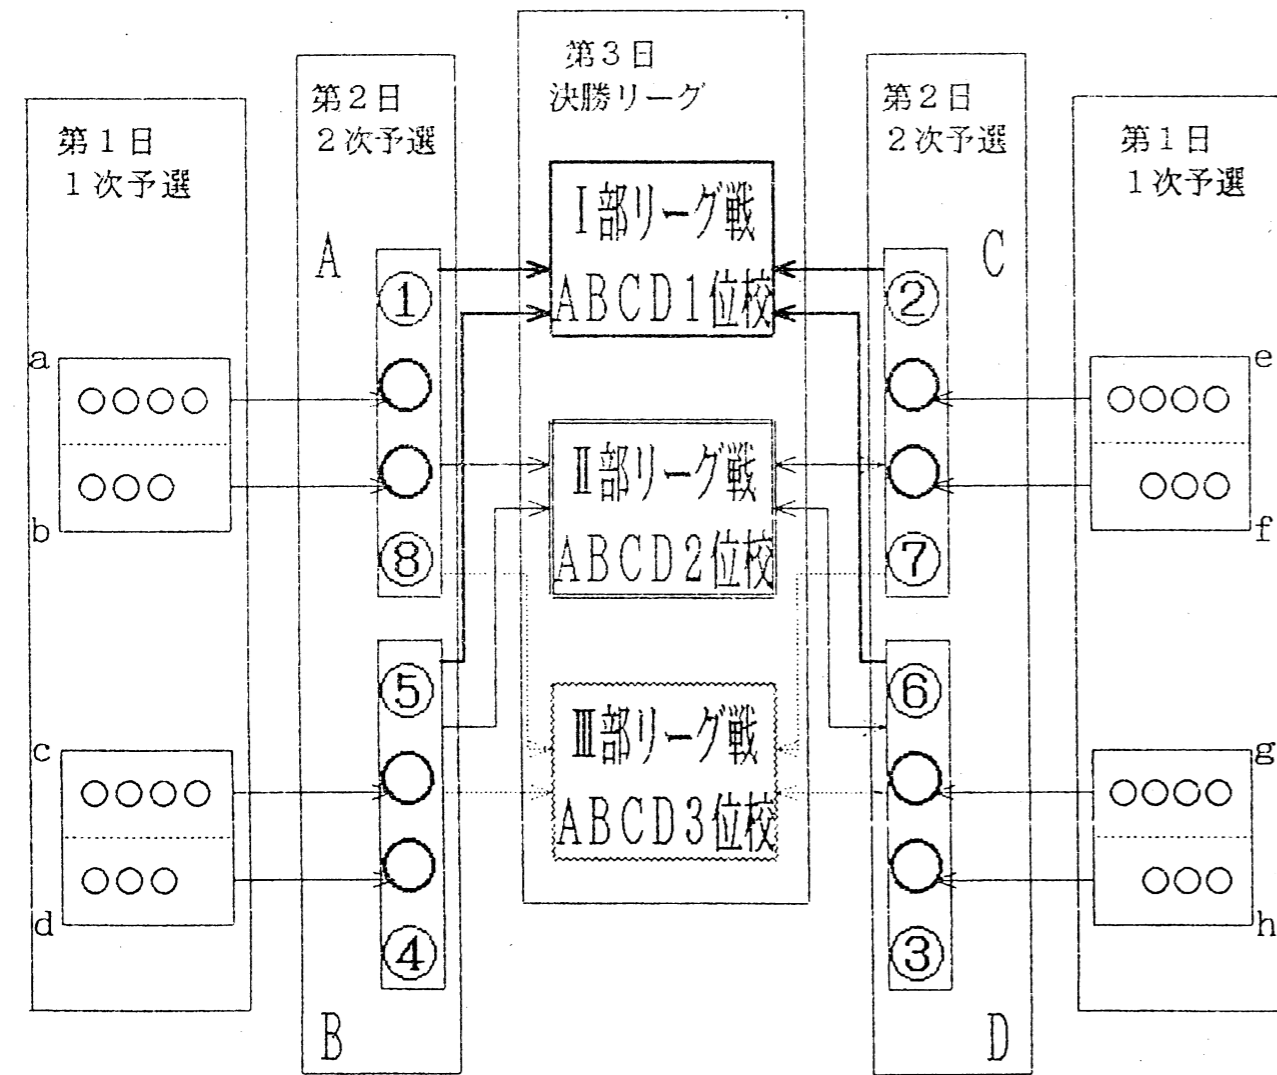 第1日
1次予選
a
○○○○
○○○
b
c
○○○○
○○○
d
第2日
2次予選
A
①
○
○
⑧
⑤
○
○
④
B
第3日
決勝リーグ
Ⅰ部リーグ戦
ABCD1位校
Ⅱ部リーグ戦
ABCD2位校
Ⅲ部リーグ戦
ABCD3位校
第2日
2次予選
C
②
○
○
⑦
⑥
○
○
③
D
第1日
1次予選
e
○○○○
○○○
f
g
○○○○
○○○
h